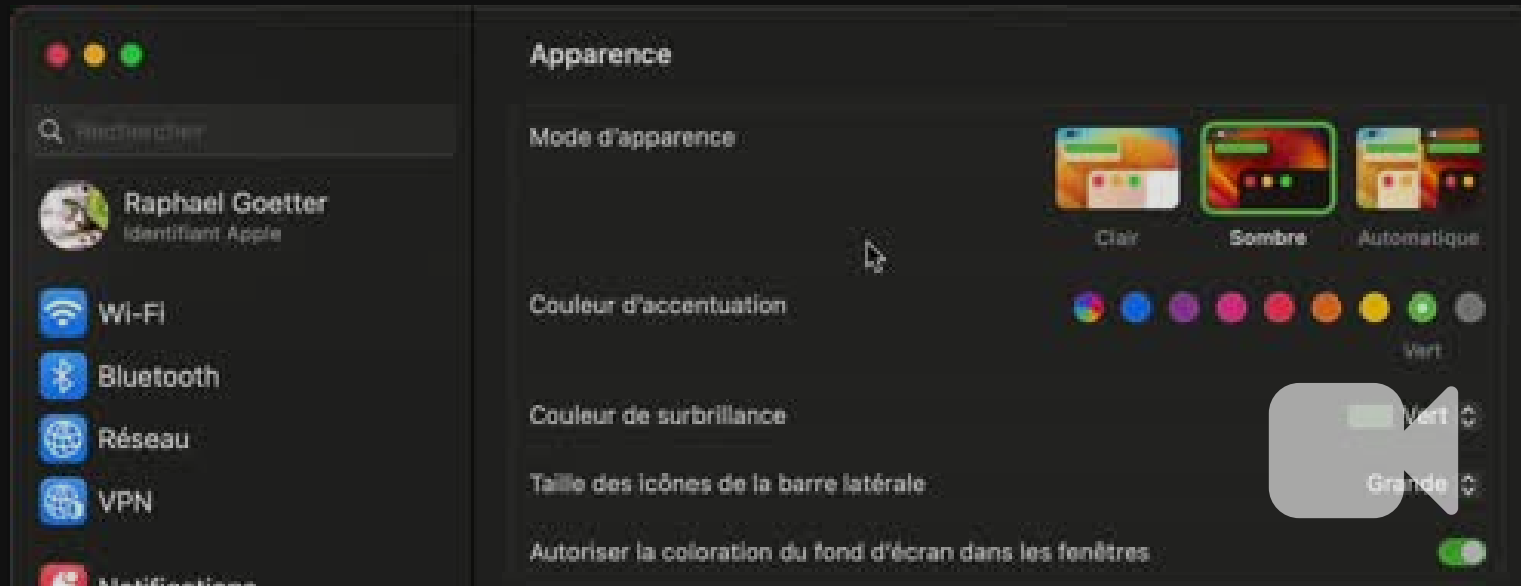 Apparence
Rechercher
Mode d'apparence
Raphael Goetter
Identifiant Apple
Clair
Sombre
Automatique
Wi-Fi
Couleur d'accentuation
Vert
Bluetooth
Couleur de surbrillance
Vert
Réseau
Taille des icônes de la barre latérale
Grande
VPN
Autoriser la coloration du fond d'écran dans les fenêtres
Notifications